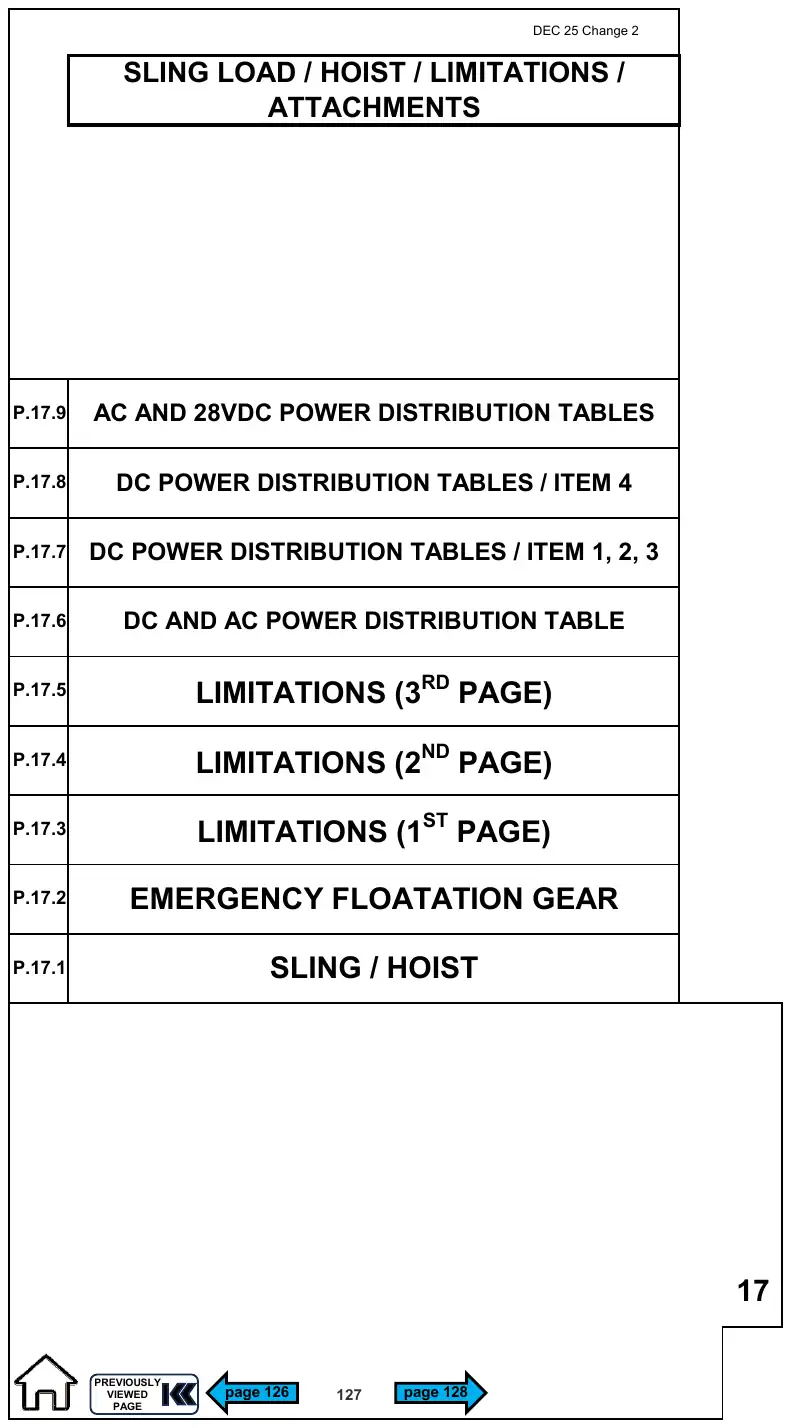 DEC 25 Change 2
SLING LOAD / HOIST / LIMITATIONS /
ATTACHMENTS
P.17.9 AC AND 28VDC POWER DISTRIBUTION TABLES
P.17.8 DC POWER DISTRIBUTION TABLES / ITEM 4
P.17.7 DC POWER DISTRIBUTION TABLES / ITEM 1, 2, 3
P.17.6 DC AND AC POWER DISTRIBUTION TABLE
P.17.5 LIMITATIONS (3RD PAGE)
P.17.4 LIMITATIONS (2ND PAGE)
P.17.3 LIMITATIONS (1ST PAGE)
P.17.2 EMERGENCY FLOATATION GEAR
P.17.1 SLING / HOIST
17
PREVIOUSLY
VIEWED
PAGE
page 126
127
page 128